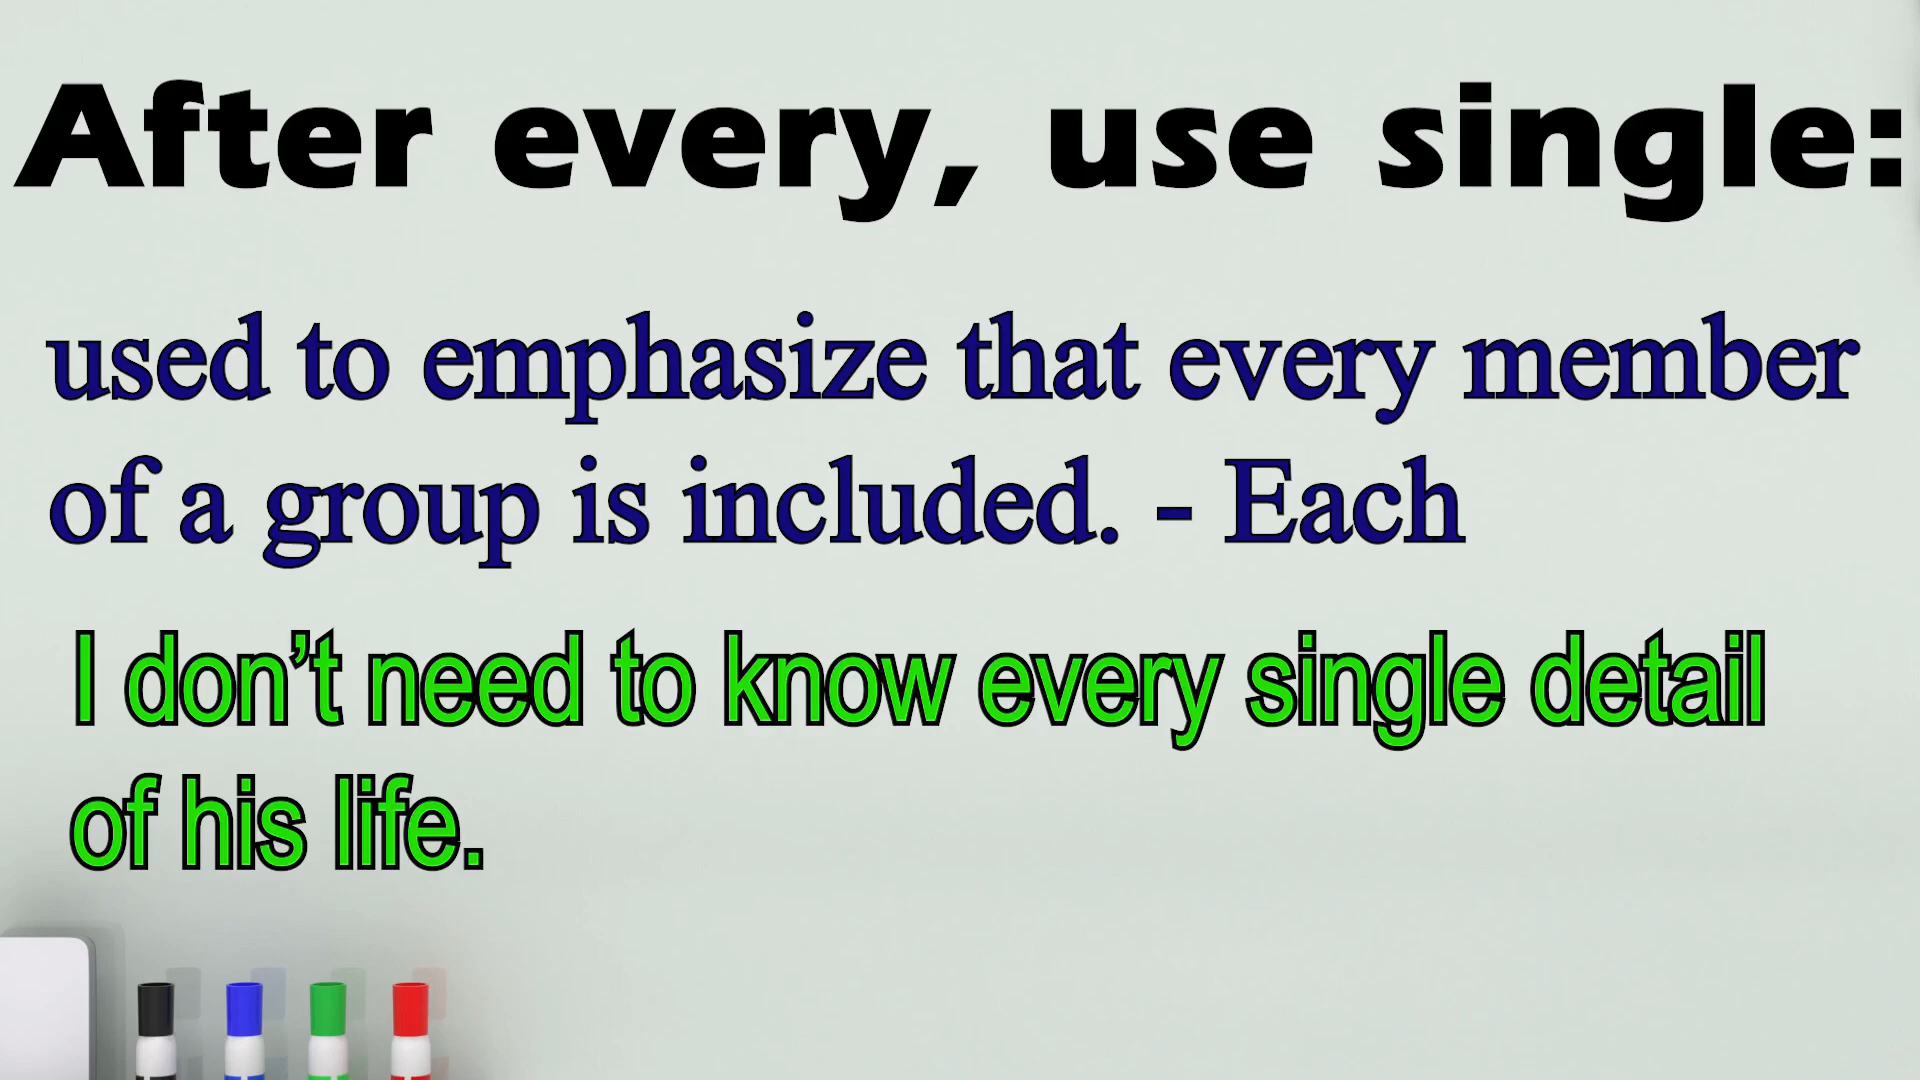 After every, use single:
used to emphasize that every member
of a group is included. - Each
I don’t need to know every single detail
of his life.